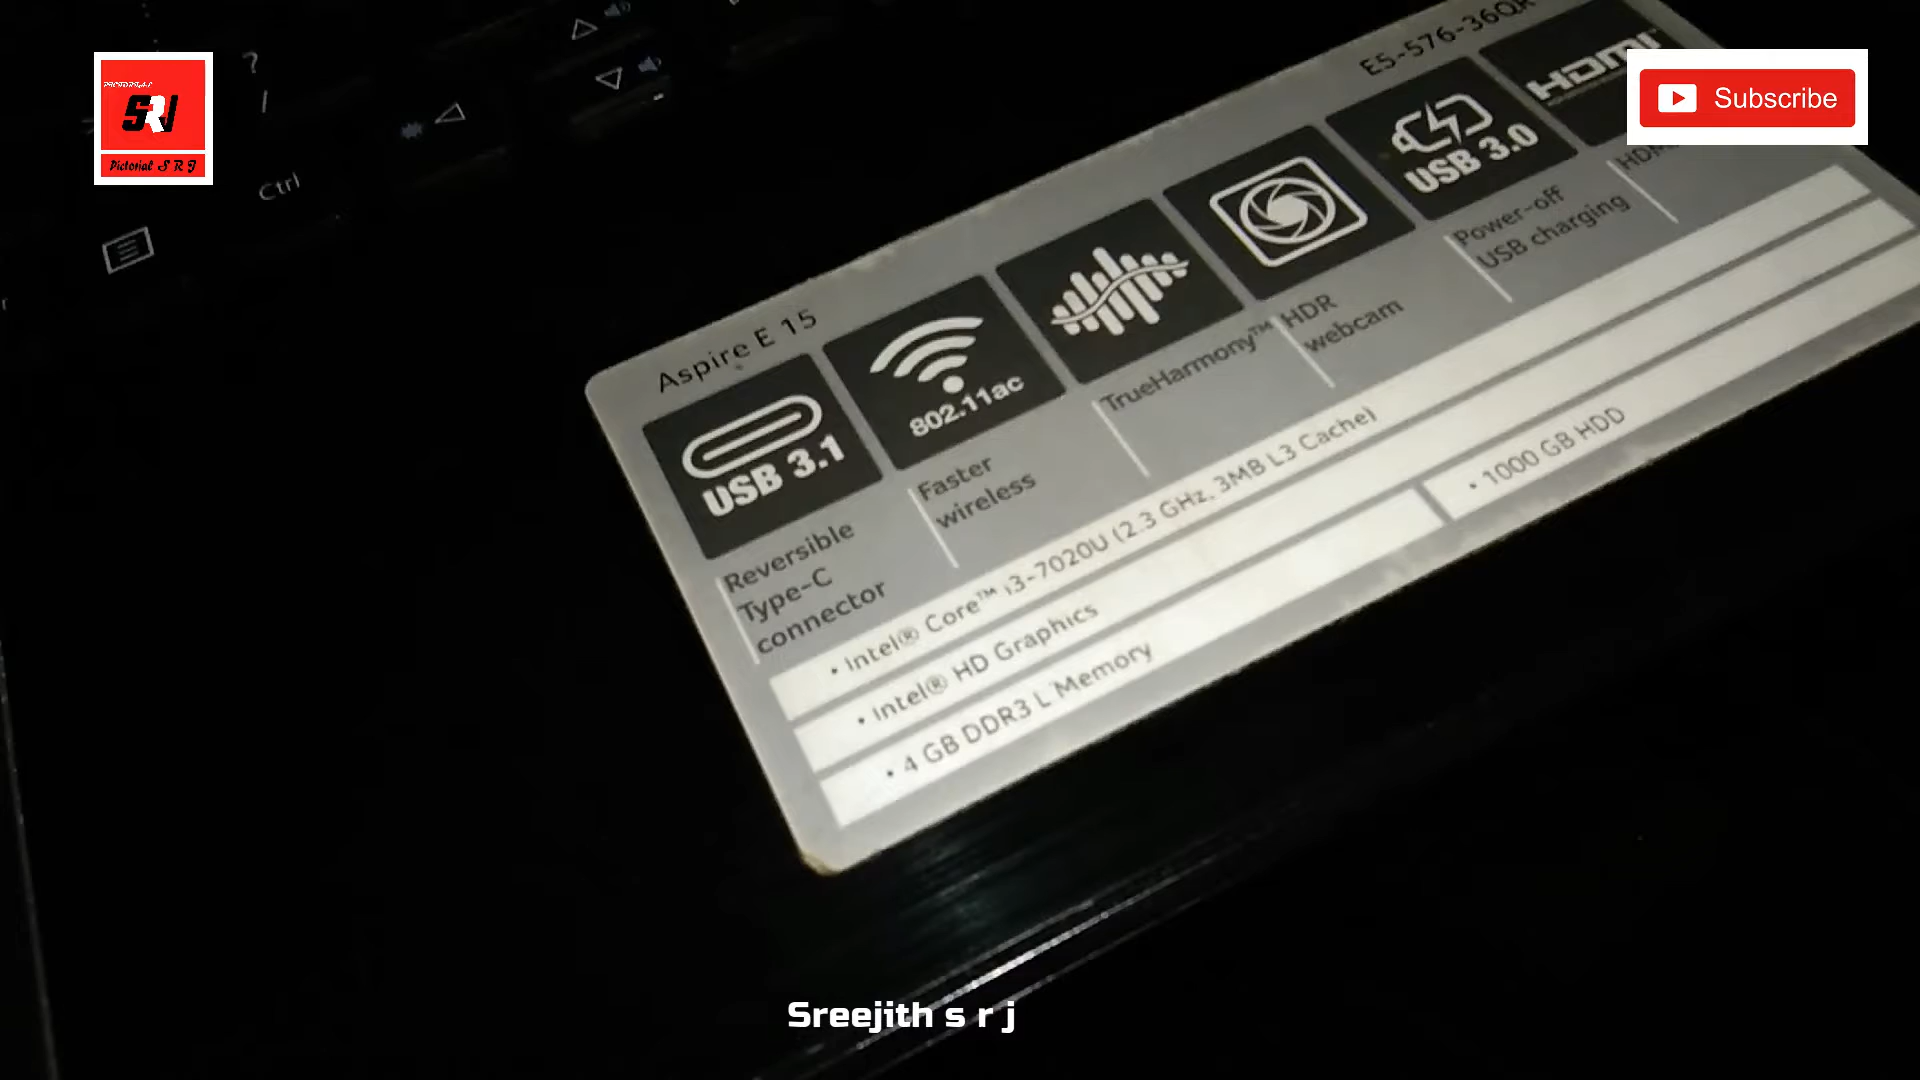 SRJ
Pictorial S R J
Subscribe
?
/
Ctrl
Aspire E 15
E5-576-36QR
USB 3.1
802.11ac
USB 3.0
HDMI
Reversible
Type-C
connector
Faster
wireless
TrueHarmony™
HDR
webcam
Power-off
USB charging
• Intel® Core™ i3-7020U (2.3 GHz, 3MB L3 Cache)
• Intel® HD Graphics
• 4 GB DDR3 L Memory
• 1000 GB HDD
Sreejith s r j